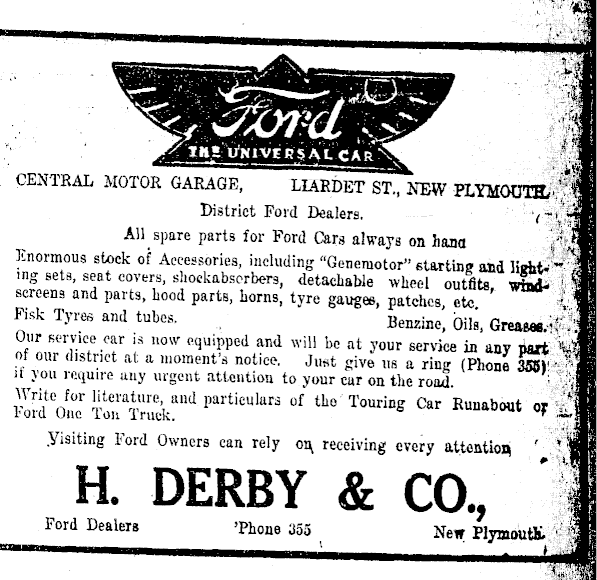 Ford
THE UNIVERSAL CAR
CENTRAL MOTOR GARAGE, LIARDET ST., NEW PLYMOUTH.
District Ford Dealers.
All spare parts for Ford Cars always on hand
Enormous stock of Accessories, including "Genemotor" starting and light-
ing sets, seat covers, shockabsorbers, detachable wheel outfits, wind-
screens and parts, hood parts, horns, tyre gauges, patches, etc.
Fisk Tyres and tubes. Benzine, Oils, Greases.
Our service car is now equipped and will be at your service in any part
of our district at a moment's notice. Just give us a ring (Phone 355)
if you require any urgent attention to your car on the road.
Write for literature, and particulars of the Touring Car Runabout or
Ford One Ton Truck.
Visiting Ford Owners can rely on receiving every attention
H. DERBY & CO.,
Ford Dealers 'Phone 355 New Plymouth.